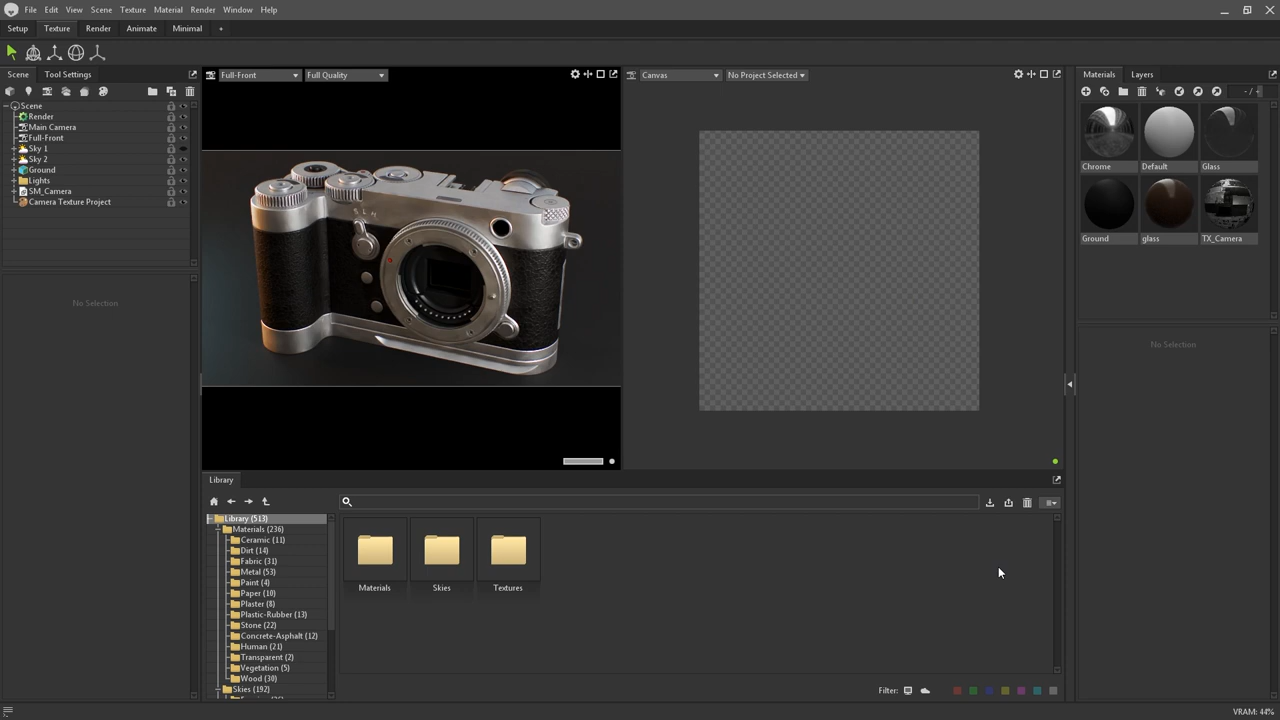 File Edit View Scene Texture Material Render Window Help
Setup Texture Render Animate Minimal +
Scene Tool Settings
Full-Front Full Quality
Canvas No Project Selected
Materials Layers
- / -
Scene
Render
Main Camera
Full-Front
Sky 1
Sky 2
Ground
Lights
SM_Camera
Camera Texture Project
No Selection
Chrome Default Glass
Ground glass TX_Camera
No Selection
Library
Library (513)
Materials (236)
Ceramic (11)
Dirt (14)
Fabric (31)
Metal (53)
Paint (4)
Paper (10)
Plaster (8)
Plastic-Rubber (13)
Stone (22)
Concrete-Asphalt (12)
Human (21)
Transparent (2)
Vegetation (5)
Wood (30)
Skies (192)
Materials Skies Textures
Filter:
VRAM: 44%